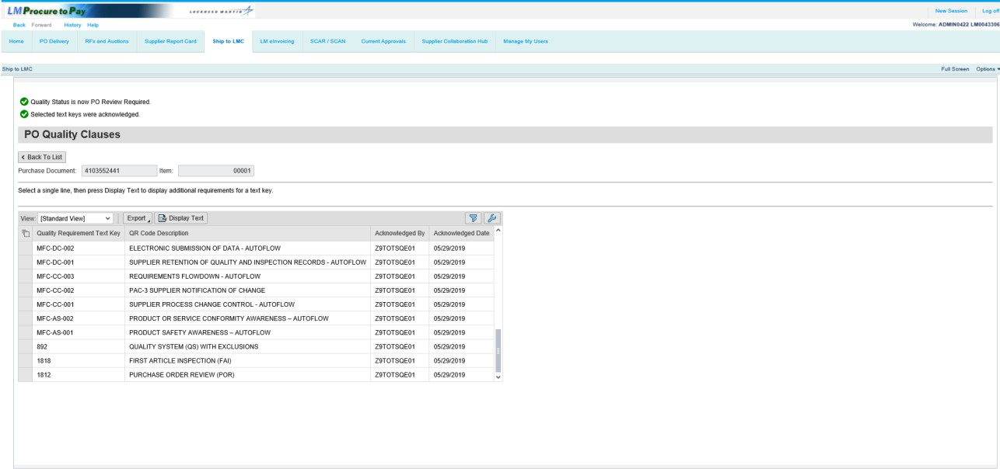 LM Procure to Pay LOCKHEED MARTIN New Session Log off
Back Forward History Help Welcome: ADMIN0422 LM0043306
Home PO Delivery RFx and Auctions Supplier Report Card Ship to LMC LM eInvoicing SCAR / SCAN Current Approvals Supplier Collaboration Hub Manage My Users
Ship to LMC Full Screen Options
Quality Status is now PO Review Required.
Selected text keys were acknowledged.
PO Quality Clauses
< Back To List
Purchase Document: 4103552441 Item: 00001
Select a single line, then press Display Text to display additional requirements for a text key.
View: [Standard View] Export Display Text
Quality Requirement Text Key QR Code Description Acknowledged By Acknowledged Date
MFC-DC-002 ELECTRONIC SUBMISSION OF DATA - AUTOFLOW Z9TOTSQE01 05/29/2019
MFC-DC-001 SUPPLIER RETENTION OF QUALITY AND INSPECTION RECORDS - AUTOFLOW Z9TOTSQE01 05/29/2019
MFC-CC-003 REQUIREMENTS FLOWDOWN - AUTOFLOW Z9TOTSQE01 05/29/2019
MFC-CC-002 PAC-3 SUPPLIER NOTIFICATION OF CHANGE Z9TOTSQE01 05/29/2019
MFC-CC-001 SUPPLIER PROCESS CHANGE CONTROL - AUTOFLOW Z9TOTSQE01 05/29/2019
MFC-AS-002 PRODUCT OR SERVICE CONFORMITY AWARENESS – AUTOFLOW Z9TOTSQE01 05/29/2019
MFC-AS-001 PRODUCT SAFETY AWARENESS – AUTOFLOW Z9TOTSQE01 05/29/2019
892 QUALITY SYSTEM (QS) WITH EXCLUSIONS Z9TOTSQE01 05/29/2019
1818 FIRST ARTICLE INSPECTION (FAI) Z9TOTSQE01 05/29/2019
1812 PURCHASE ORDER REVIEW (POR) Z9TOTSQE01 05/29/2019